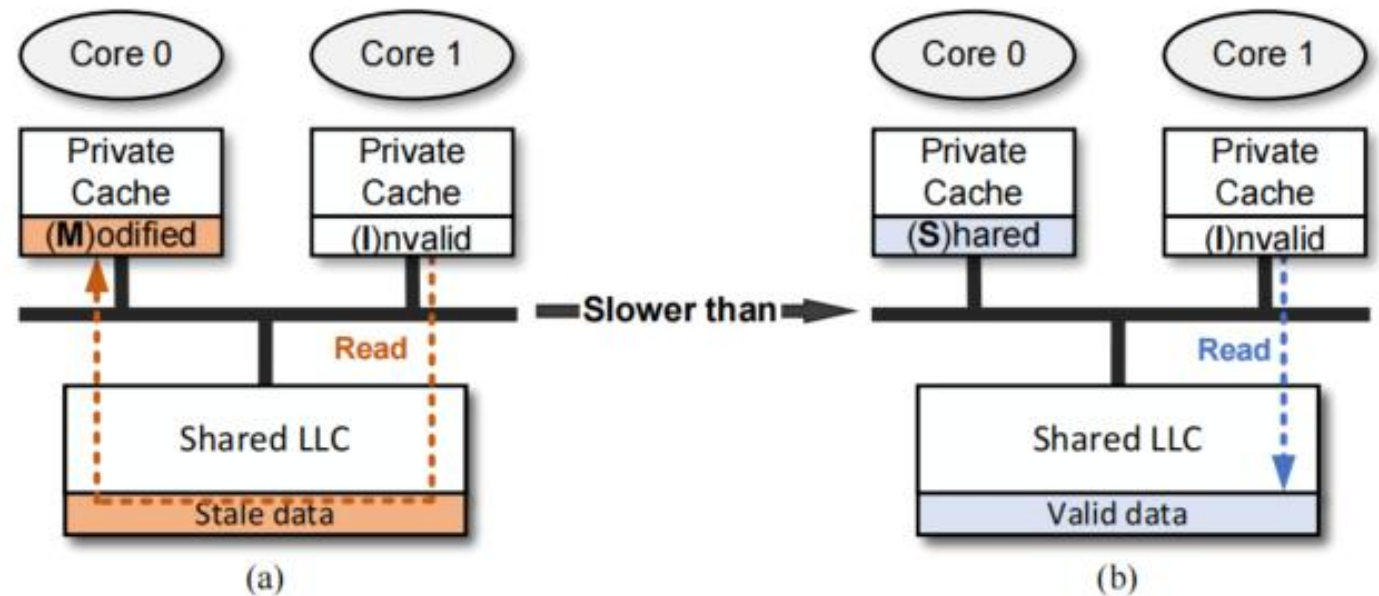 Core 0
Core 1
Private
Cache
(M)odified
Private
Cache
(I)nvalid
Read
Shared LLC
Stale data
(a)
Slower than
Core 0
Core 1
Private
Cache
(S)hared
Private
Cache
(I)nvalid
Read
Shared LLC
Valid data
(b)